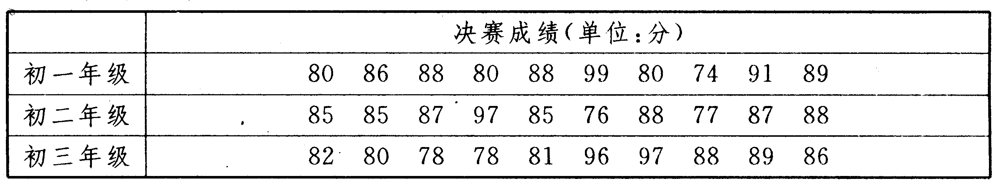 决赛成绩(单位:分)
初一年级 80 86 88 80 88 99 80 74 91 89
初二年级 85 85 87 97 85 76 88 77 87 88
初三年级 82 80 78 78 81 96 97 88 89 86